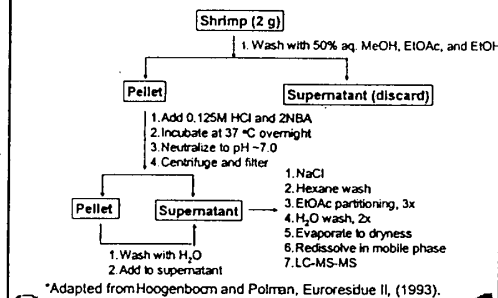 Shrimp (2 g)
1. Wash with 50% aq. MeOH, EtOAc, and EtOH
Pellet
Supernatant (discard)
1. Add 0.125M HCl and 2NBA
2. Incubate at 37 °C overnight
3. Neutralize to pH ~7.0
4. Centrifuge and filter
Pellet
Supernatant
1. NaCl
2. Hexane wash
3. EtOAc partitioning, 3x
4. H₂O wash, 2x
5. Evaporate to dryness
6. Redissolve in mobile phase
7. LC-MS-MS
1. Wash with H₂O
2. Add to supernatant
*Adapted from Hoogenboom and Polman, Euroresidue II, (1993).